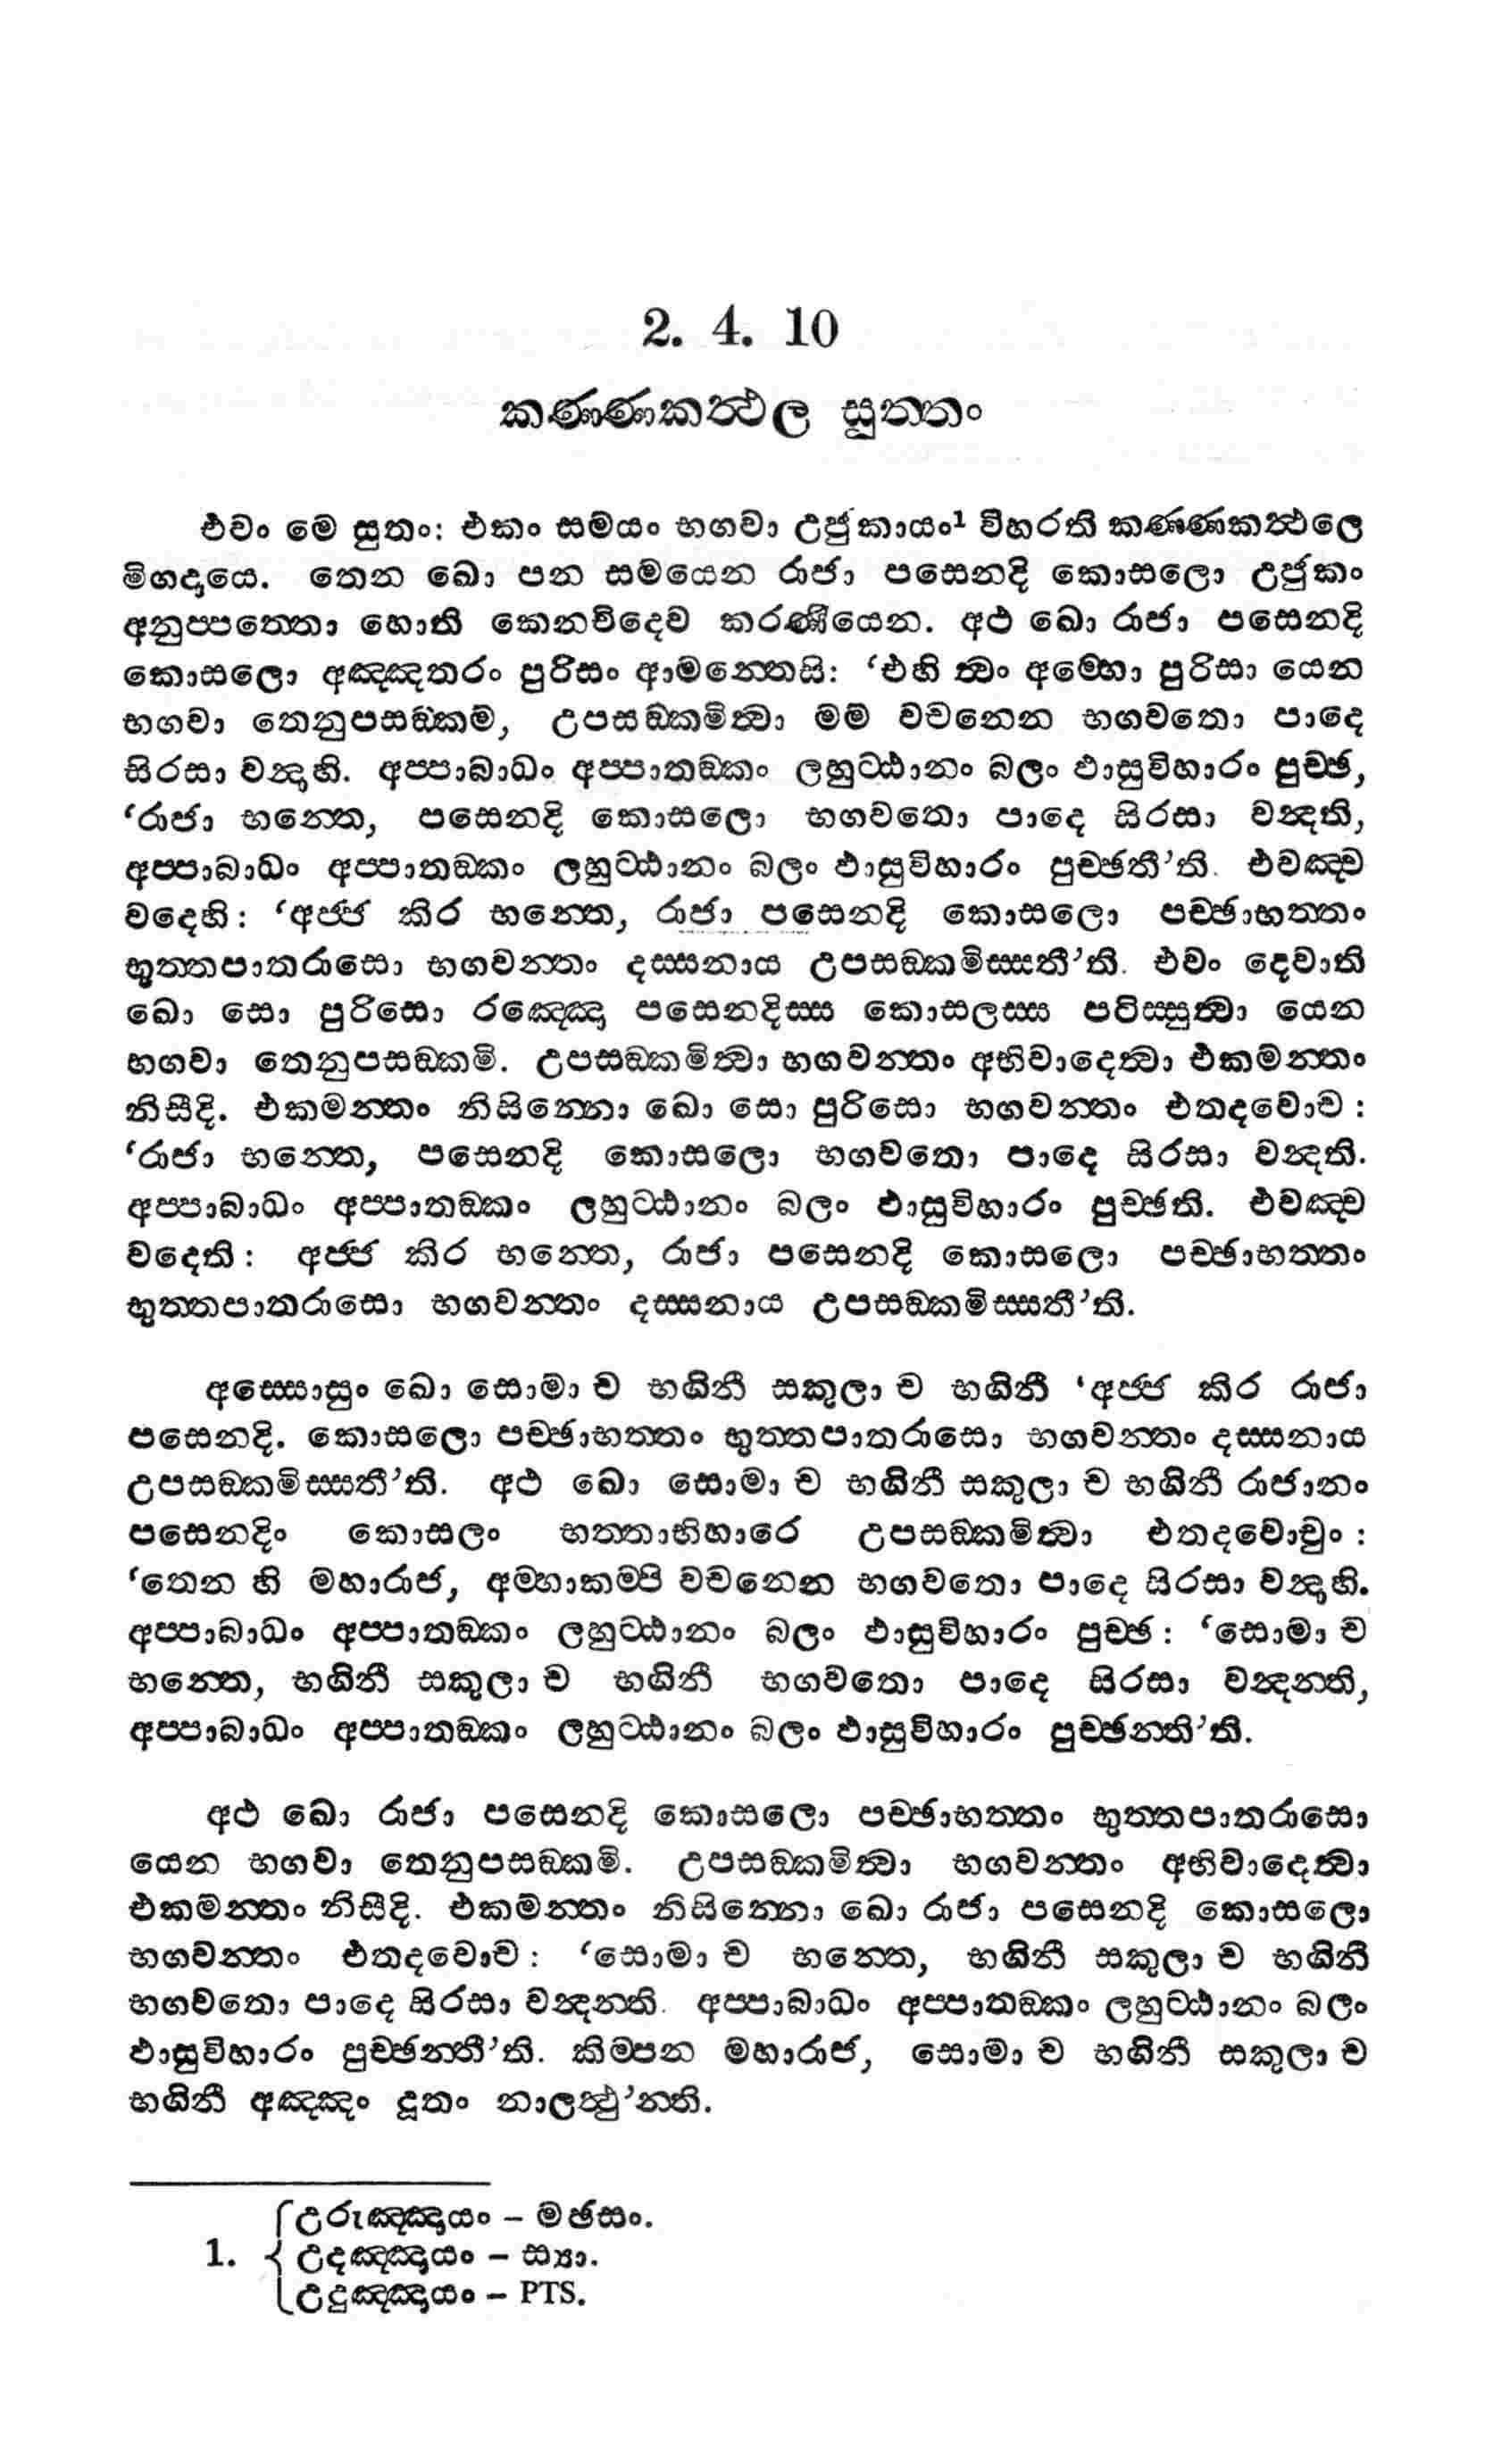 2. 4. 10
කණ්ණකත්ථල සුත්තං
එවං මෙ සුතං: එකං සමයං භගවා උජුකායං¹ විහරති කණ්ණකත්ථලෙ
මිගදායෙ. තෙන ඛො පන සමයෙන රාජා පසෙනදි කොසලො උජුකං
අනුප්පත්තො හොති කෙනචිදෙව කරණීයෙන. අථ ඛො රාජා පසෙනදි
කොසලො අඤ්ඤතරං පුරිසං ආමන්තෙසි: ‘එහි ත්වං අම්භො පුරිසා යෙන
භගවා තෙනුපසඞ්කම, උපසඞ්කමිත්වා මම වචනෙන භගවතො පාදෙ
සිරසා වන්දාහි. අප්පාබාධං අප්පාතඞ්කං ලහුට්ඨානං බලං ඵාසුවිහාරං පුච්ඡ,
‘රාජා භන්තෙ, පසෙනදි කොසලො භගවතො පාදෙ සිරසා වන්දති,
අප්පාබාධං අප්පාතඞ්කං ලහුට්ඨානං බලං ඵාසුවිහාරං පුච්ඡතී’ති. එවඤ්ච
වදෙහි: ‘අජ්ජ කිර භන්තෙ, රාජා පසෙනදි කොසලො පච්ඡාභත්තං
භුත්තපාතරාසො භගවන්තං දස්සනාය උපසඞ්කමිස්සතී’ති. එවං දෙවාති
ඛො සො පුරිසො රඤ්ඤො පසෙනදිස්ස කොසලස්ස පටිස්සුත්වා යෙන
භගවා තෙනුපසඞ්කමි. උපසඞ්කමිත්වා භගවන්තං අභිවාදෙත්වා එකමන්තං
නිසීදි. එකමන්තං නිසින්නො ඛො සො පුරිසො භගවන්තං එතදවොච:
‘රාජා භන්තෙ, පසෙනදි කොසලො භගවතො පාදෙ සිරසා වන්දති.
අප්පාබාධං අප්පාතඞ්කං ලහුට්ඨානං බලං ඵාසුවිහාරං පුච්ඡති. එවඤ්ච
වදෙති: අජ්ජ කිර භන්තෙ, රාජා පසෙනදි කොසලො පච්ඡාභත්තං
භුත්තපාතරාසො භගවන්තං දස්සනාය උපසඞ්කමිස්සතී’ති.
අස්සොසුං ඛො සොමා ච භගිනී සකුලා ච භගිනී ‘අජ්ජ කිර රාජා
පසෙනදි. කොසලො පච්ඡාභත්තං භුත්තපාතරාසො භගවන්තං දස්සනාය
උපසඞ්කමිස්සතී’ති. අථ ඛො සොමා ච භගිනී සකුලා ච භගිනී රාජානං
පසෙනදිං කොසලං භත්තාභිහාරෙ උපසඞ්කමිත්වා එතදවොචුං:
‘තෙන හි මහාරාජ, අම්හාකම්පි වචනෙන භගවතො පාදෙ සිරසා වන්දාහි.
අප්පාබාධං අප්පාතඞ්කං ලහුට්ඨානං බලං ඵාසුවිහාරං පුච්ඡ: ‘සොමා ච
භන්තෙ, භගිනී සකුලා ච භගිනී භගවතො පාදෙ සිරසා වන්දන්ති,
අප්පාබාධං අප්පාතඞ්කං ලහුට්ඨානං බලං ඵාසුවිහාරං පුච්ඡන්ති’ති.
අථ ඛො රාජා පසෙනදි කොසලො පච්ඡාභත්තං භුත්තපාතරාසො
යෙන භගවා තෙනුපසඞ්කමි. උපසඞ්කමිත්වා භගවන්තං අභිවාදෙත්වා
එකමන්තං නිසීදි. එකමන්තං නිසින්නො ඛො රාජා පසෙනදි කොසලො
භගවන්තං එතදවොච: ‘සොමා ච භන්තෙ, භගිනී සකුලා ච භගිනී
භගවතො පාදෙ සිරසා වන්දන්ති. අප්පාබාධං අප්පාතඞ්කං ලහුට්ඨානං බලං
ඵාසුවිහාරං පුච්ඡන්තී’ති. කිම්පන මහාරාජ, සොමා ච භගිනී සකුලා ච
භගිනී අඤ්ඤං දූතං නාලත්ථු’න්ති.
1. උරුඤ්ඤායං – මඡසං.
උදඤ්ඤායං – ස්‍යා.
උදුඤ්ඤායං – PTS.